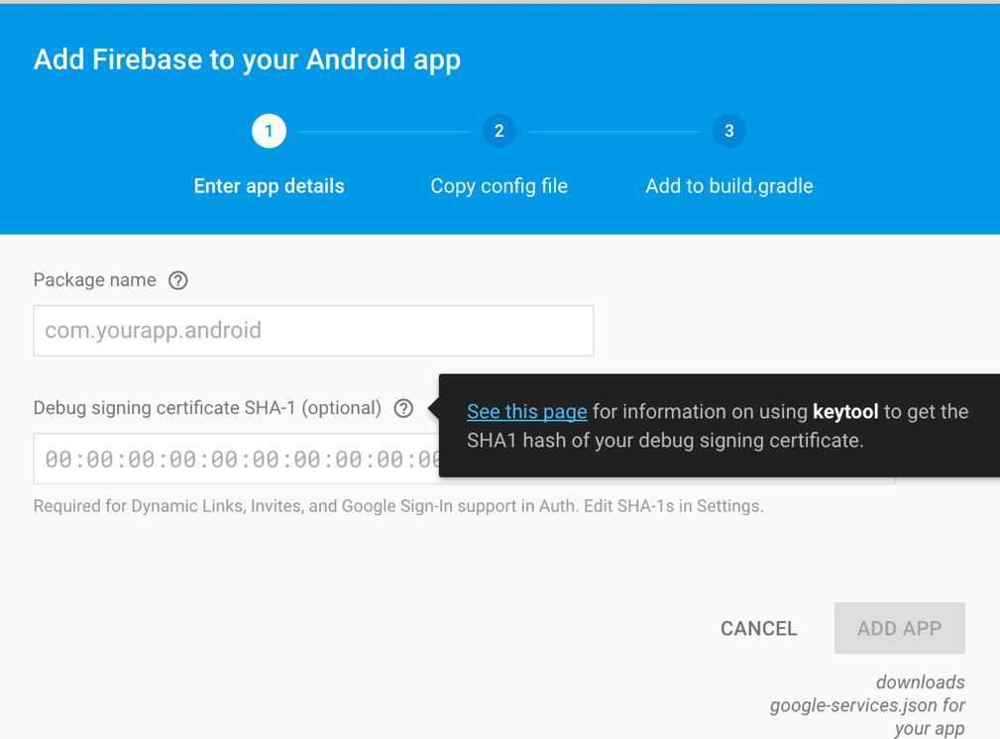 Add Firebase to your Android app
1
2
3
Enter app details
Copy config file
Add to build.gradle
Package name ?
com.yourapp.android
Debug signing certificate SHA-1 (optional) ?
See this page for information on using keytool to get the
SHA1 hash of your debug signing certificate.
00:00:00:00:00:00:00:00:00:00
Required for Dynamic Links, Invites, and Google Sign-In support in Auth. Edit SHA-1s in Settings.
CANCEL
ADD APP
downloads
google-services.json for
your app